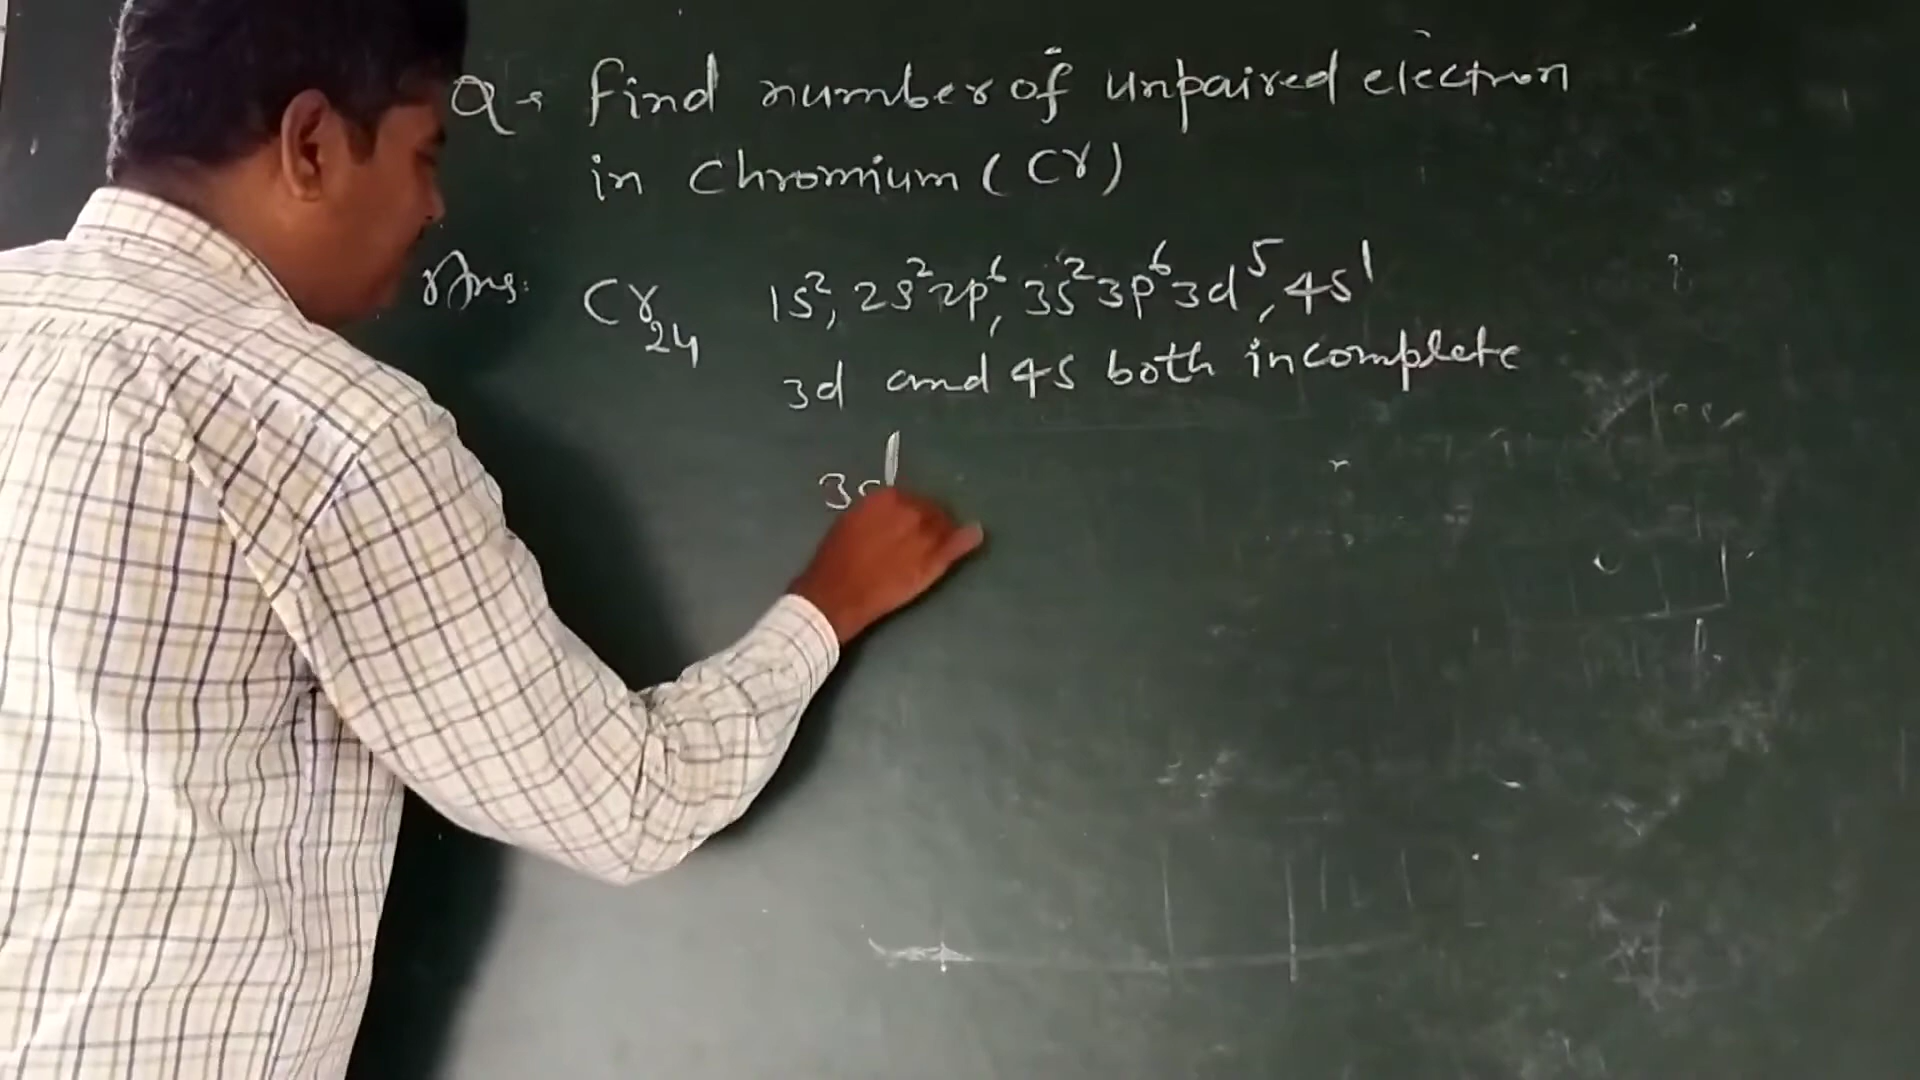 Q→ Find number of unpaired electron
in Chromium (Cr)
Ans: Cr₂₄ 1s², 2s² 2p⁶, 3s² 3p⁶ 3d⁵, 4s¹
3d and 4s both incomplete
3d